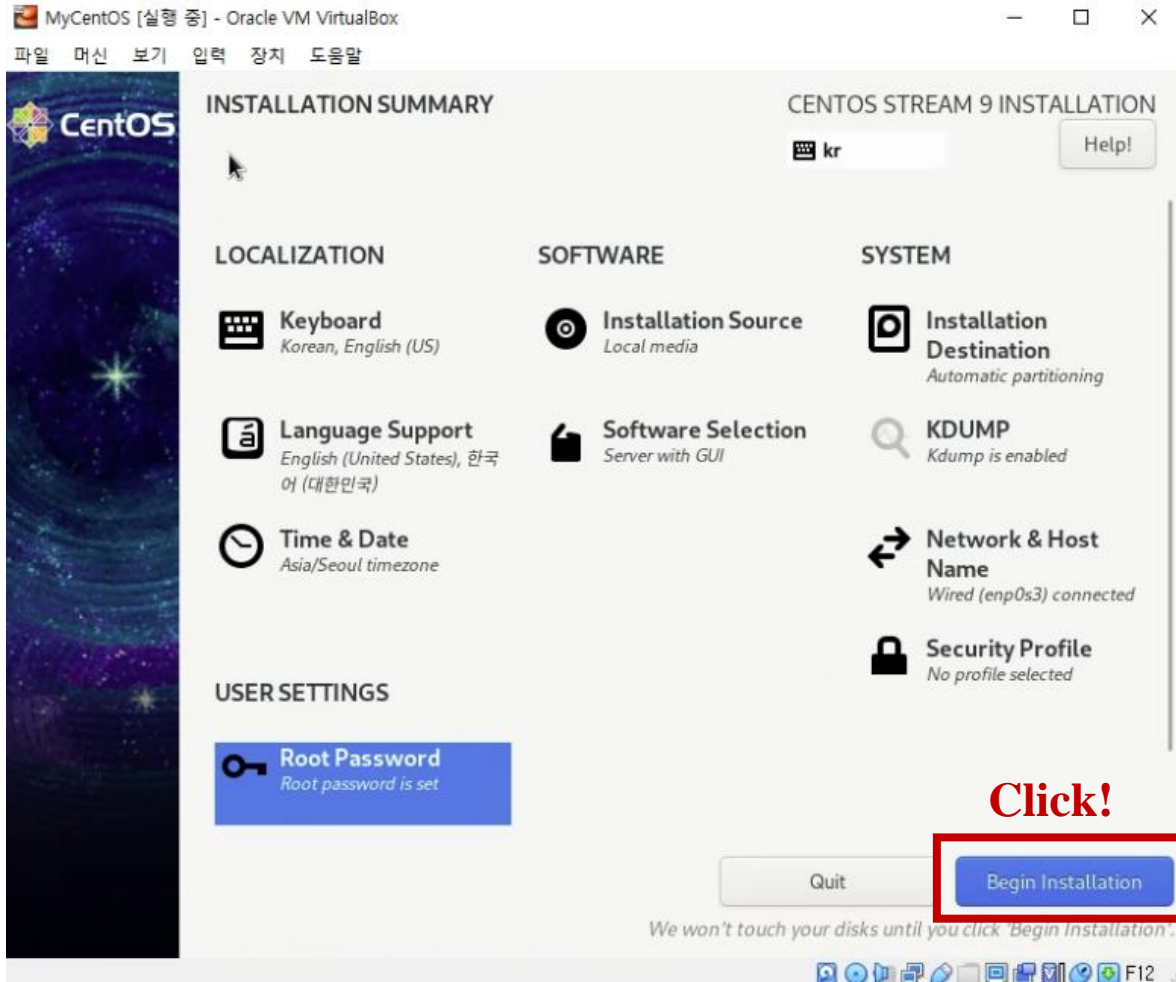 MyCentOS [실행 중] - Oracle VM VirtualBox
파일 머신 보기 입력 장치 도움말
CentOS
INSTALLATION SUMMARY
CENTOS STREAM 9 INSTALLATION
kr
Help!
LOCALIZATION
Keyboard
Korean, English (US)
Language Support
English (United States), 한국
어 (대한민국)
Time & Date
Asia/Seoul timezone
SOFTWARE
Installation Source
Local media
Software Selection
Server with GUI
SYSTEM
Installation
Destination
Automatic partitioning
KDUMP
Kdump is enabled
Network & Host
Name
Wired (enp0s3) connected
Security Profile
No profile selected
USER SETTINGS
Root Password
Root password is set
Click!
Quit
Begin Installation
We won't touch your disks until you click 'Begin Installation'.
F12